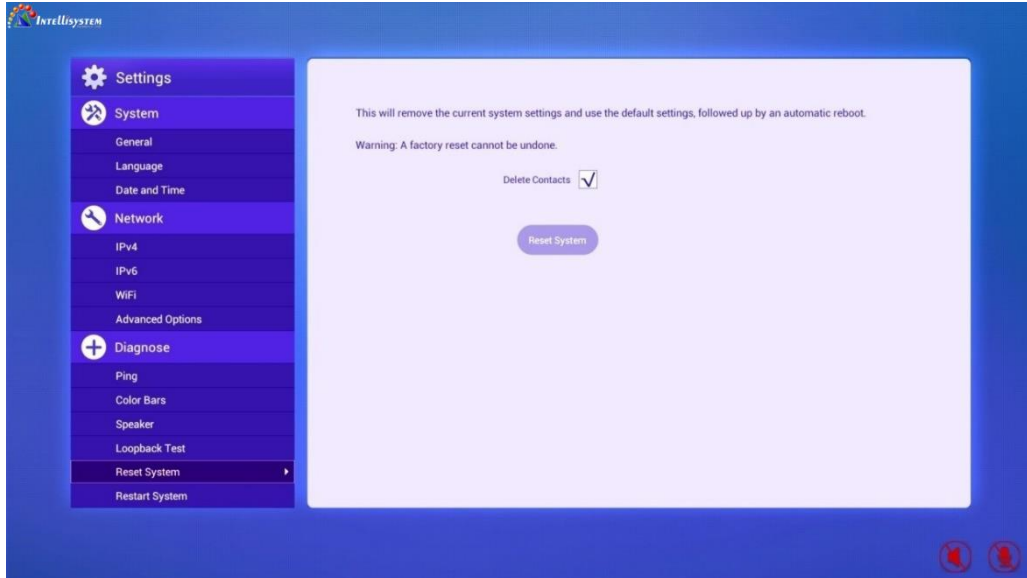 INTELLISYSTEM
Settings
System
General
Language
Date and Time
Network
IPv4
IPv6
WiFi
Advanced Options
Diagnose
Ping
Color Bars
Speaker
Loopback Test
Reset System
Restart System
This will remove the current system settings and use the default settings, followed up by an automatic reboot.
Warning: A factory reset cannot be undone.
Delete Contacts
Reset System